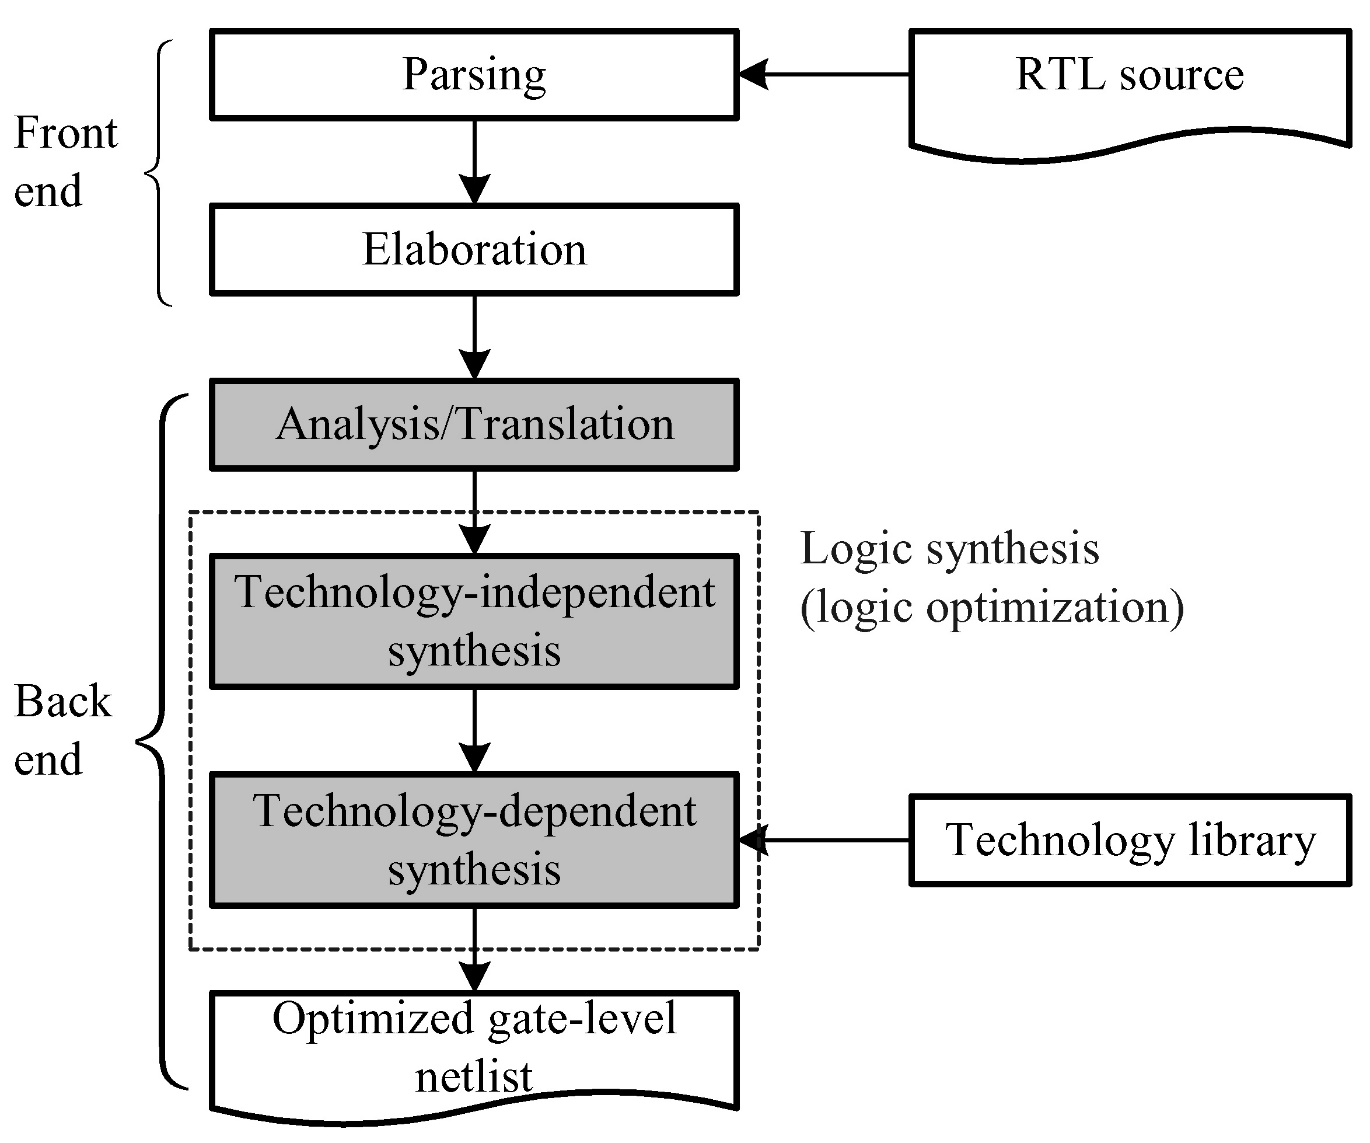 Parsing
RTL source
Front
end
Elaboration
Analysis/Translation
Logic synthesis
(logic optimization)
Technology-independent
synthesis
Back
end
Technology-dependent
synthesis
Technology library
Optimized gate-level
netlist